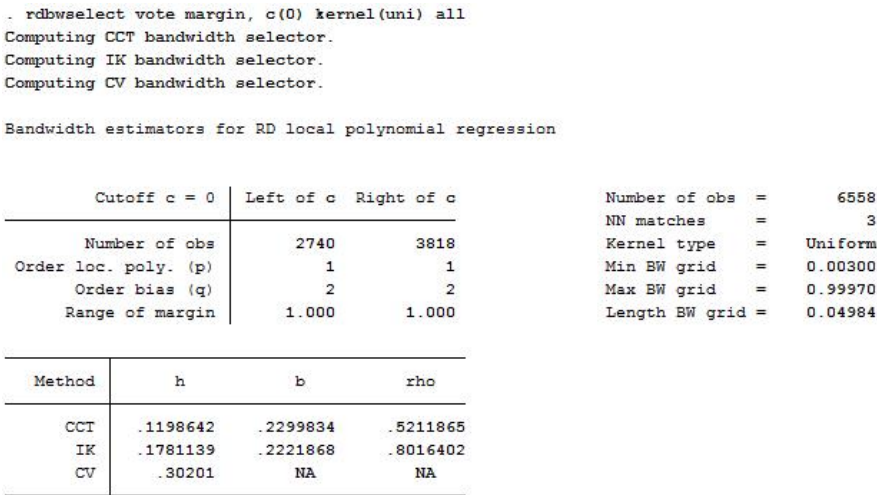 . rdbwselect vote margin, c(0) kernel(uni) all
Computing CCT bandwidth selector.
Computing IK bandwidth selector.
Computing CV bandwidth selector.
Bandwidth estimators for RD local polynomial regression
Cutoff c = 0 Left of c Right of c Number of obs = 6558
NN matches = 3
Number of obs 2740 3818 Kernel type = Uniform
Order loc. poly. (p) 1 1 Min BW grid = 0.00300
Order bias (q) 2 2 Max BW grid = 0.99970
Range of margin 1.000 1.000 Length BW grid = 0.04984
Method h b rho
CCT .1198642 .2299834 .5211865
IK .1781139 .2221868 .8016402
CV .30201 NA NA